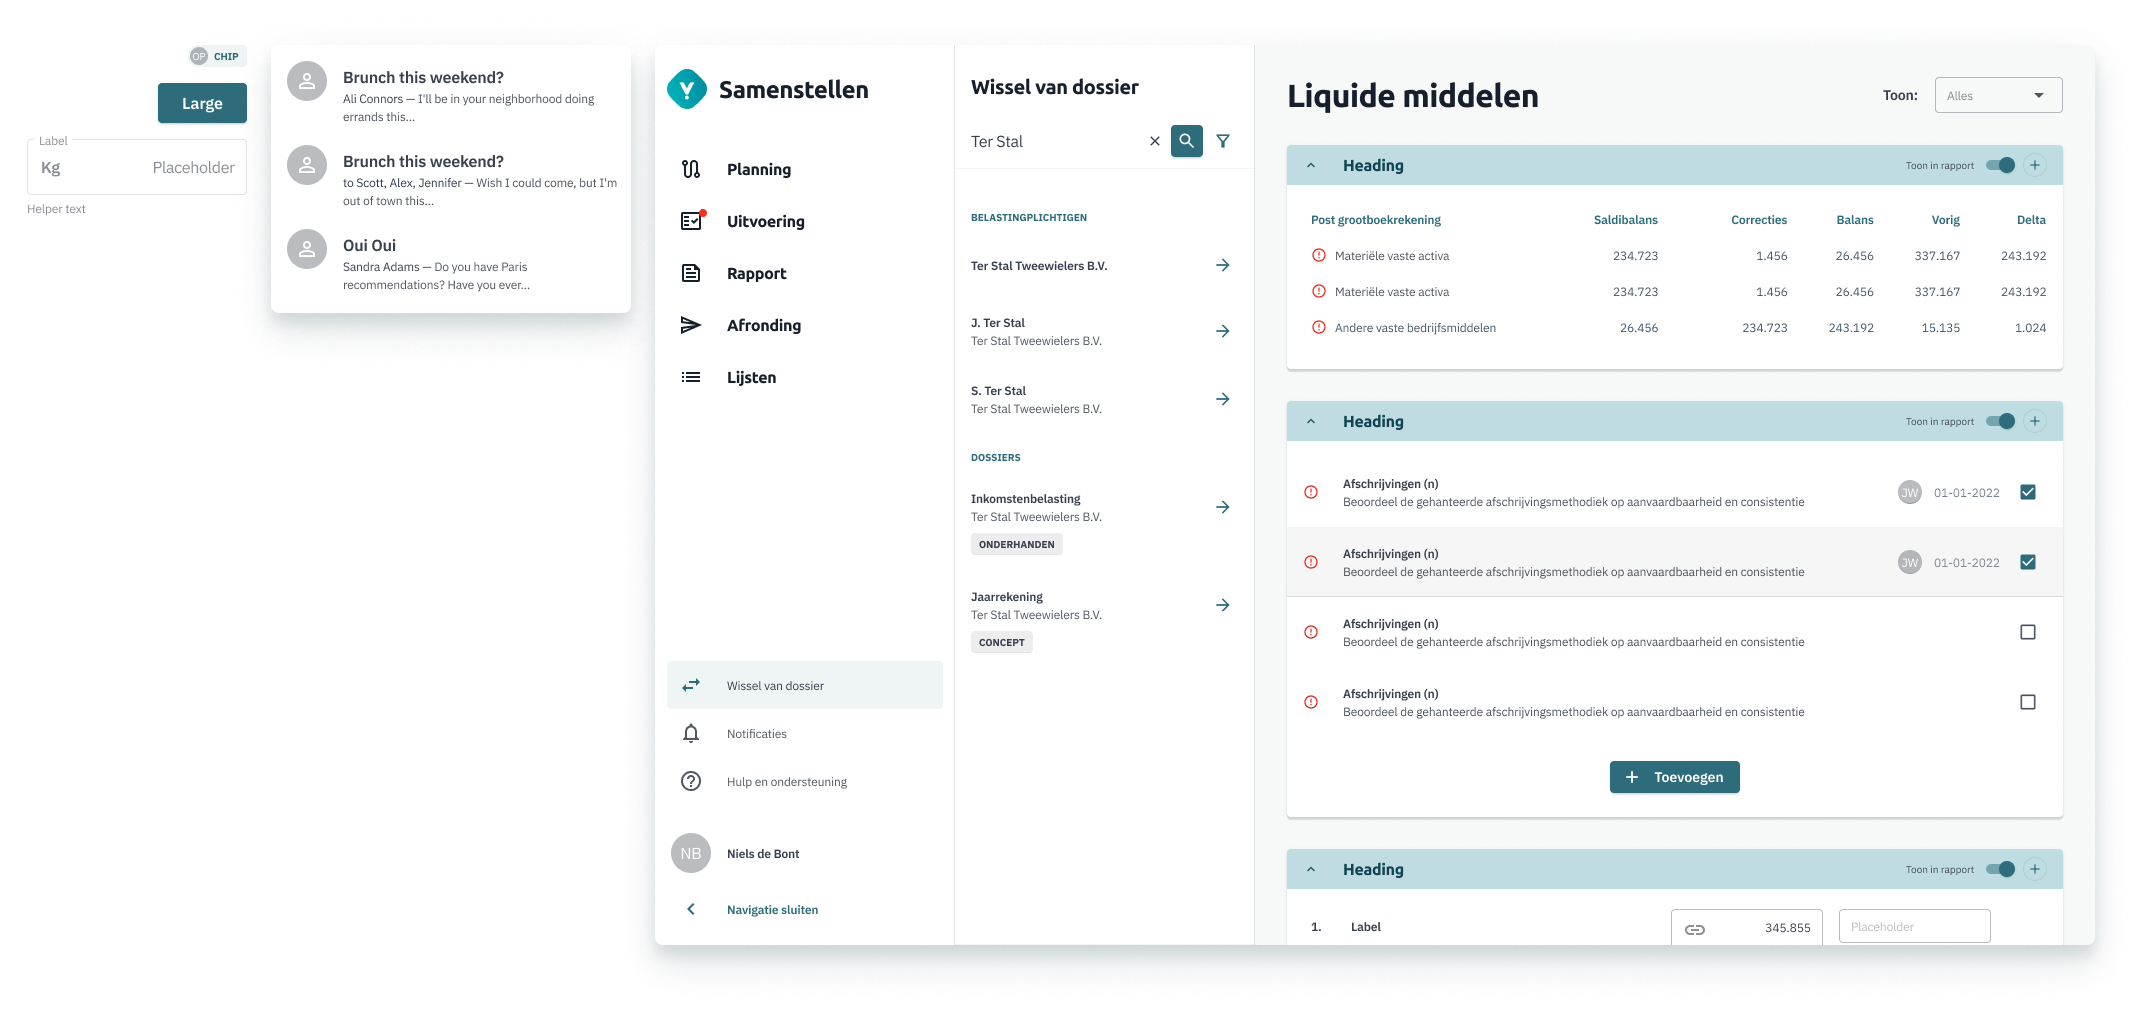 OP CHIP
Large
Label
Kg Placeholder
Helper text
Brunch this weekend?
Ali Connors — I'll be in your neighborhood doing
errands this...
Brunch this weekend?
to Scott, Alex, Jennifer — Wish I could come, but I'm
out of town this...
Oui Oui
Sandra Adams — Do you have Paris
recommendations? Have you ever...
Samenstellen
Planning
Uitvoering
Rapport
Afronding
Lijsten
Wissel van dossier
Notificaties
Hulp en ondersteuning
NB Niels de Bont
Navigatie sluiten
Wissel van dossier
Ter Stal
BELASTINGPLICHTIGEN
Ter Stal Tweewielers B.V.
J. Ter Stal
Ter Stal Tweewielers B.V.
S. Ter Stal
Ter Stal Tweewielers B.V.
DOSSIERS
Inkomstenbelasting
Ter Stal Tweewielers B.V.
ONDERHANDEN
Jaarrekening
Ter Stal Tweewielers B.V.
CONCEPT
Liquide middelen
Toon: Alles
Heading Toon in rapport
Post grootboekrekening Saldibalans Correcties Balans Vorig Delta
Materiële vaste activa 234.723 1.456 26.456 337.167 243.192
Materiële vaste activa 234.723 1.456 26.456 337.167 243.192
Andere vaste bedrijfsmiddelen 26.456 234.723 243.192 15.135 1.024
Heading Toon in rapport
Afschrijvingen (n)
Beoordeel de gehanteerde afschrijvingsmethodiek op aanvaardbaarheid en consistentie
JW 01-01-2022
Afschrijvingen (n)
Beoordeel de gehanteerde afschrijvingsmethodiek op aanvaardbaarheid en consistentie
JW 01-01-2022
Afschrijvingen (n)
Beoordeel de gehanteerde afschrijvingsmethodiek op aanvaardbaarheid en consistentie
Afschrijvingen (n)
Beoordeel de gehanteerde afschrijvingsmethodiek op aanvaardbaarheid en consistentie
Toevoegen
Heading Toon in rapport
1. Label 345.855 Placeholder